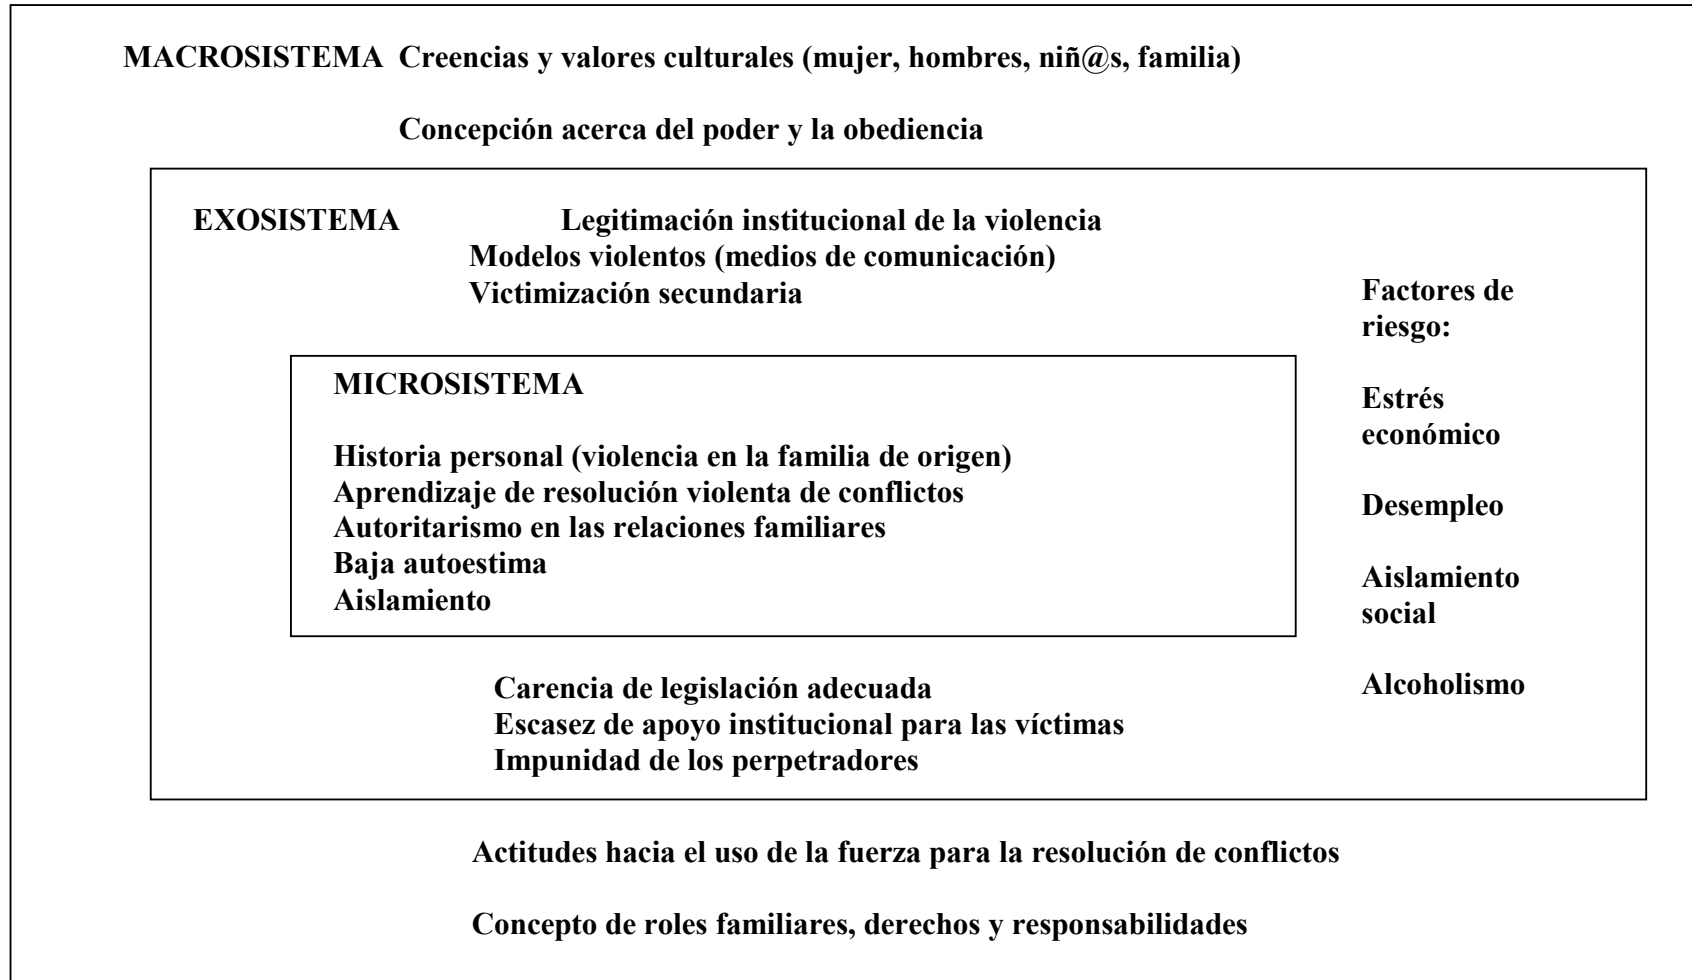 MACROSISTEMA Creencias y valores culturales (mujer, hombres, niñ@s, familia)
Concepción acerca del poder y la obediencia
EXOSISTEMA Legitimación institucional de la violencia
Modelos violentos (medios de comunicación)
Victimización secundaria
MICROSISTEMA
Historia personal (violencia en la familia de origen)
Aprendizaje de resolución violenta de conflictos
Autoritarismo en las relaciones familiares
Baja autoestima
Aislamiento
Factores de
riesgo:
Estrés
económico
Desempleo
Aislamiento
social
Alcoholismo
Carencia de legislación adecuada
Escasez de apoyo institucional para las víctimas
Impunidad de los perpetradores
Actitudes hacia el uso de la fuerza para la resolución de conflictos
Concepto de roles familiares, derechos y responsabilidades